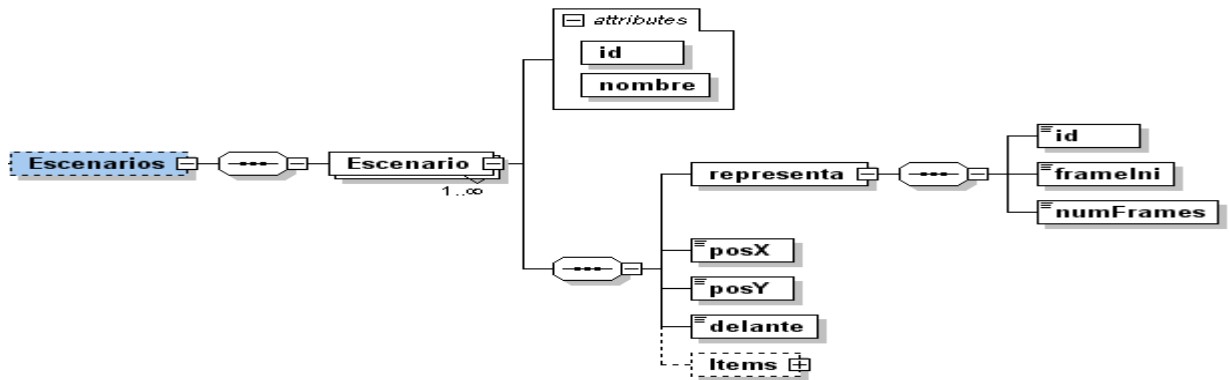 attributes
id
nombre
Escenarios
Escenario
1..∞
representa
id
frameIni
numFrames
posX
posY
delante
Items